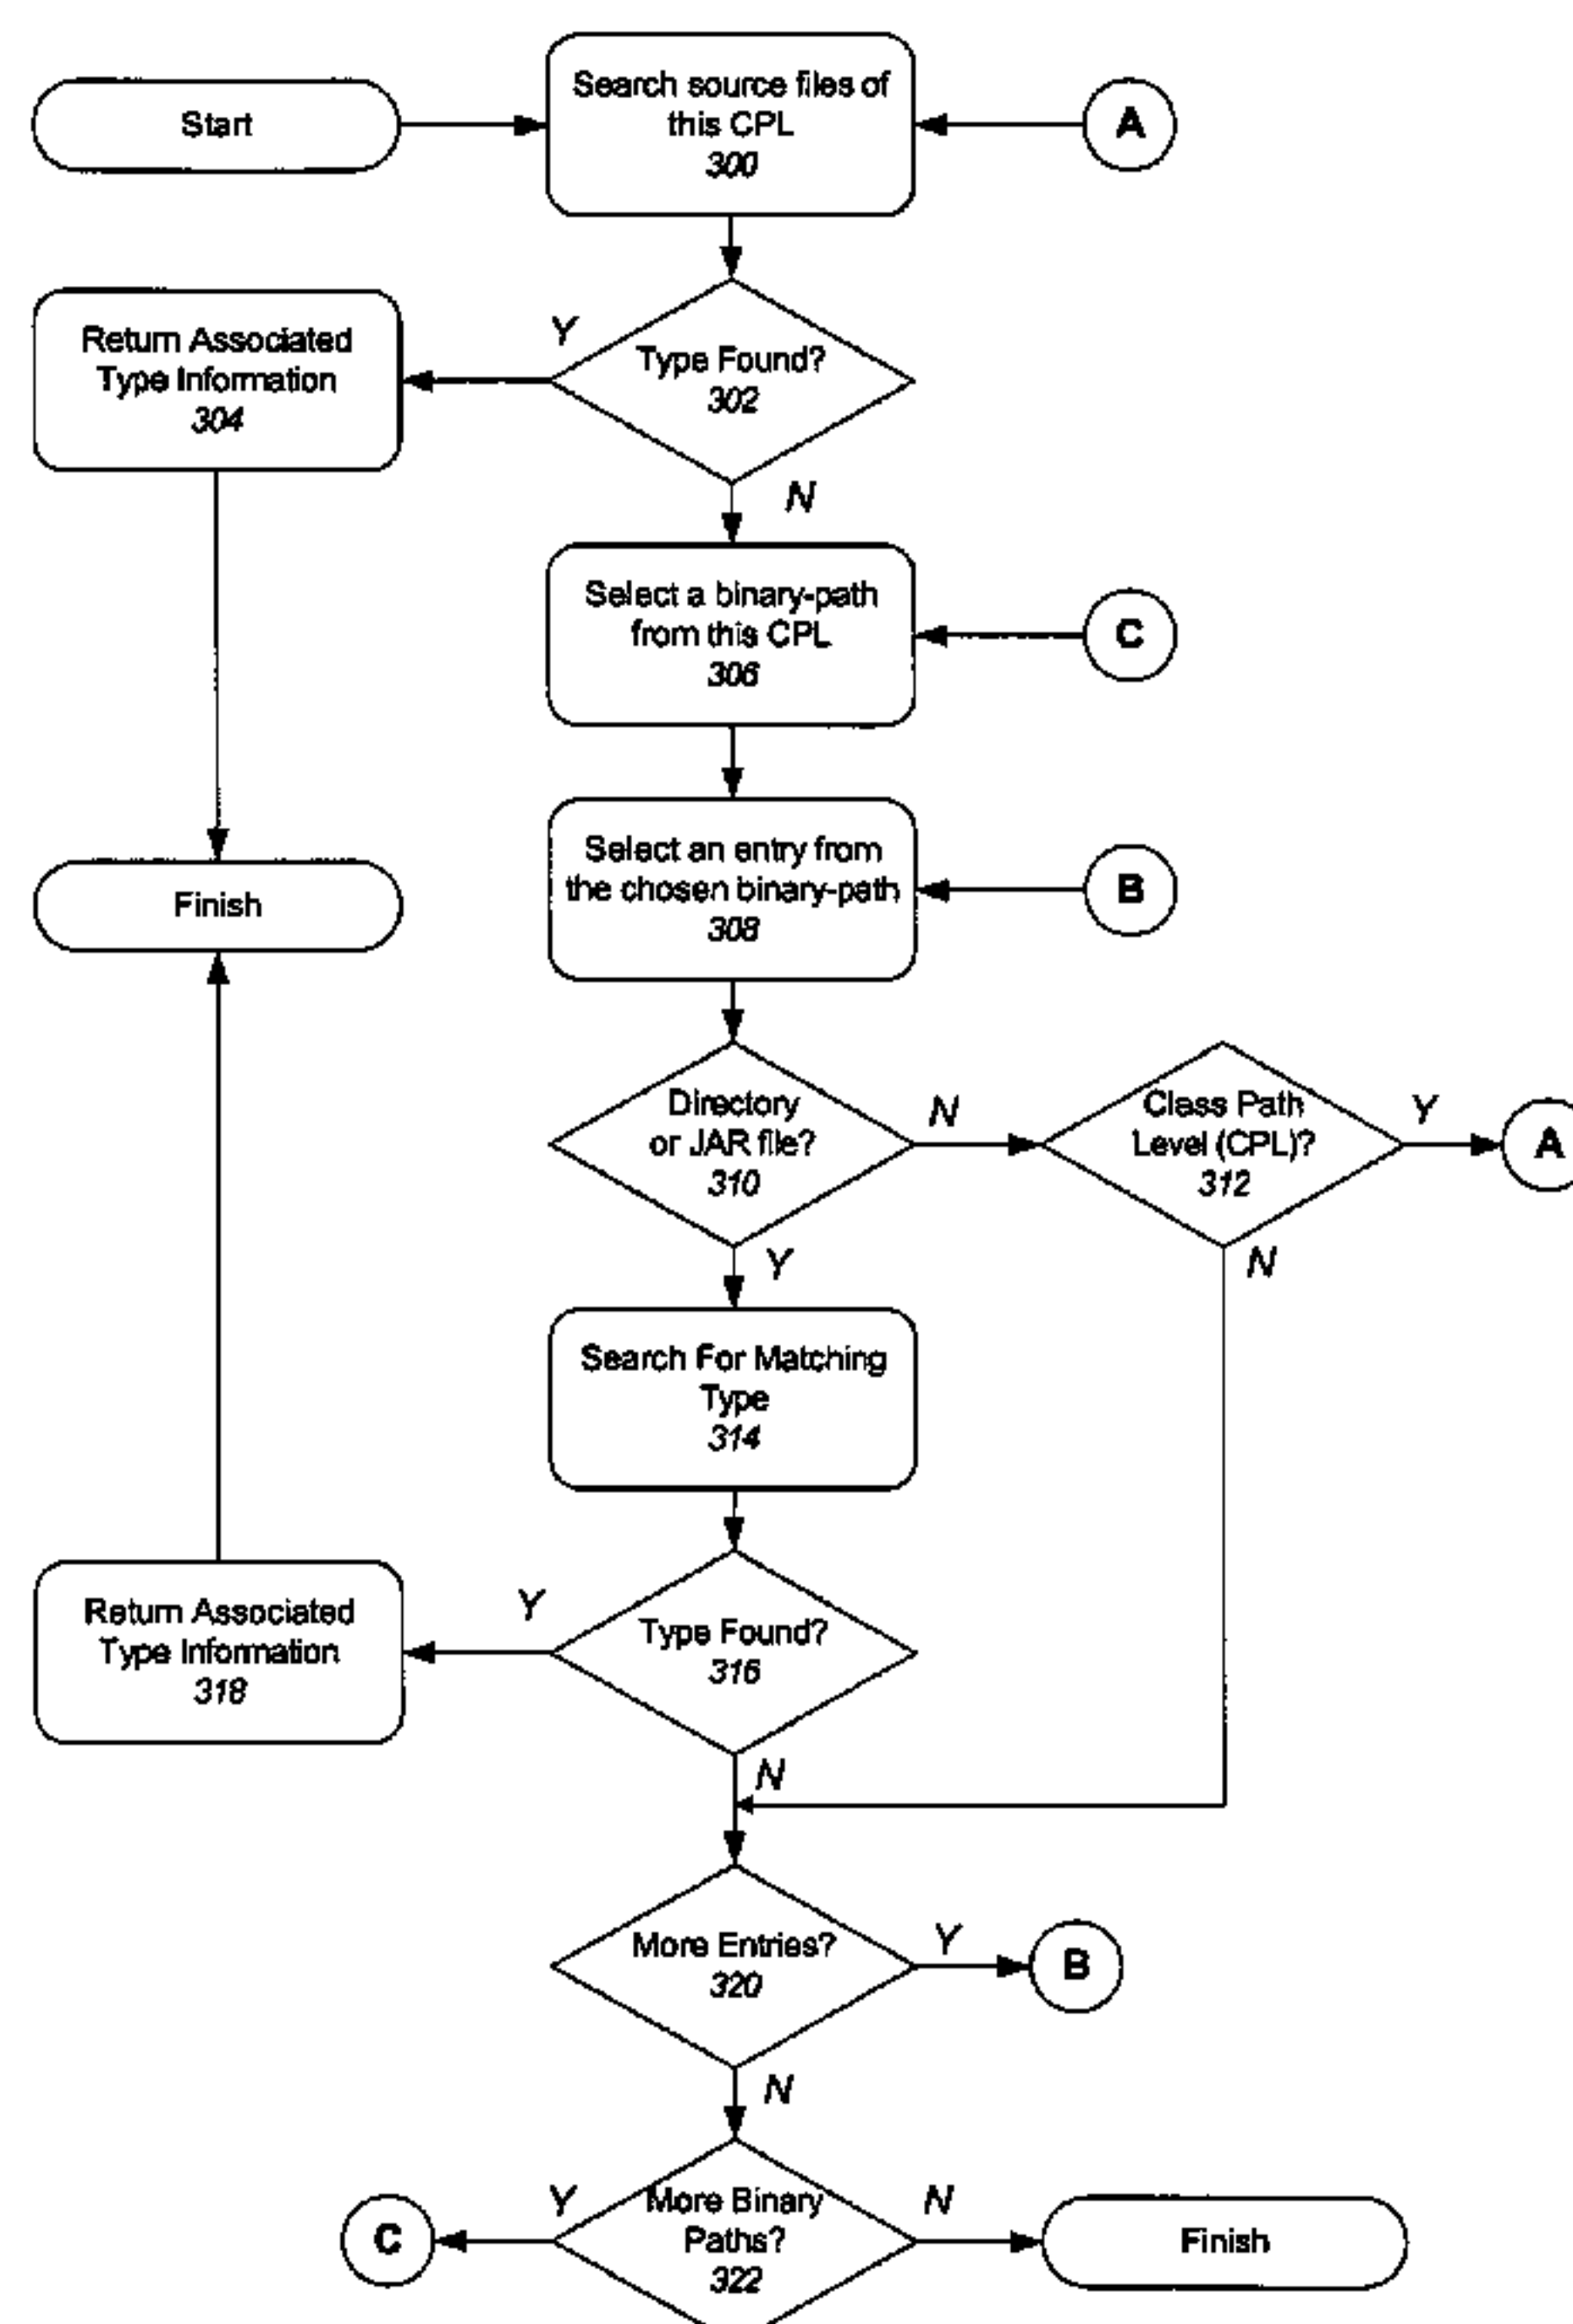 Start
Search source files of
this CPL
300
A
Return Associated
Type Information
304
Y
Type Found?
302
N
Select a binary-path
from this CPL
306
C
Select an entry from
the chosen binary-path
308
B
Finish
Directory
or JAR file?
310
N
Class Path
Level (CPL)?
312
Y
A
Y
N
Search For Matching
Type
314
Return Associated
Type Information
318
Y
Type Found?
316
N
More Entries?
320
Y
B
N
C
Y
More Binary
Paths?
322
N
Finish